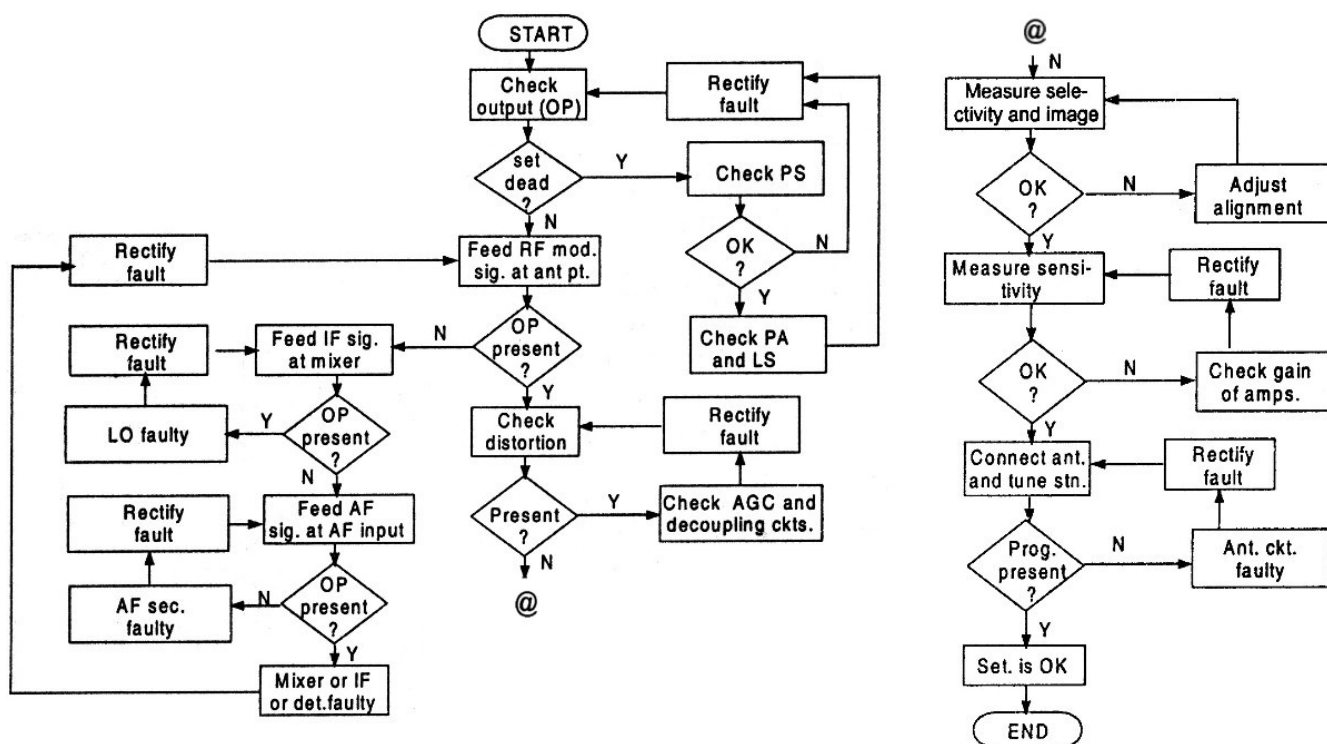 START
Check
output (OP)
Rectify
fault
set
dead
?
Y
Check PS
N
OK
?
N
Y
Check PA
and LS
Rectify
fault
Feed RF mod.
sig. at ant pt.
OP
present
?
N
Y
Rectify
fault
Feed IF sig.
at mixer
LO faulty
Y
OP
present
?
N
Rectify
fault
Feed AF
sig. at AF input
AF sec.
faulty
N
OP
present
?
Y
Mixer or IF
or det.faulty
Check
distortion
Rectify
fault
Present
?
Y
Check AGC and
decoupling ckts.
N
@
@
N
Measure sele-
ctivity and image
OK
?
N
Adjust
alignment
Y
Measure sensi-
tivity
Rectify
fault
OK
?
N
Check gain
of amps.
Y
Connect ant.
and tune stn.
Rectify
fault
Prog.
present
?
N
Ant. ckt.
faulty
Y
Set. is OK
END